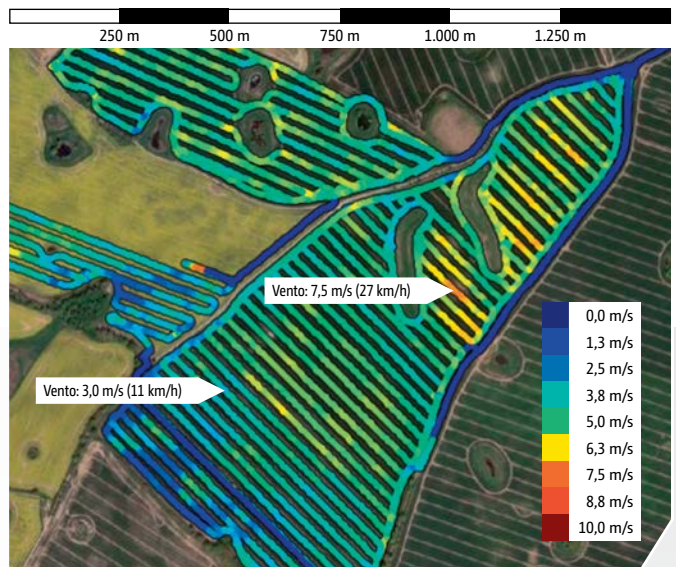 250 m 500 m 750 m 1.000 m 1.250 m
Vento: 7,5 m/s (27 km/h)
Vento: 3,0 m/s (11 km/h)
0,0 m/s
1,3 m/s
2,5 m/s
3,8 m/s
5,0 m/s
6,3 m/s
7,5 m/s
8,8 m/s
10,0 m/s